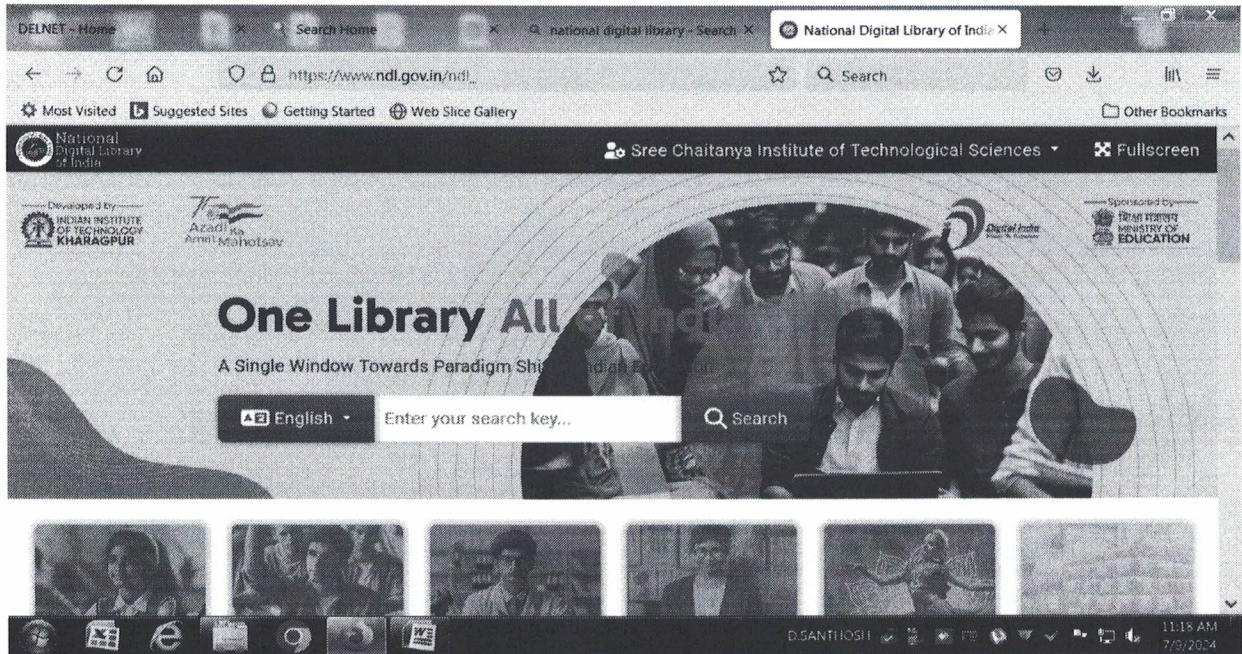 DELNET - Home
Search Home
national digital library - Search
National Digital Library of India
https://www.ndl.gov.in/ndl_
Search
Most Visited
Suggested Sites
Getting Started
Web Slice Gallery
Other Bookmarks
National
Digital Library
of India
Sree Chaitanya Institute of Technological Sciences
Fullscreen
Developed by
INDIAN INSTITUTE
OF TECHNOLOGY
KHARAGPUR
Azadi Ka
Amrit Mahotsav
Digital India
Sponsored by
शिक्षा मंत्रालय
MINISTRY OF
EDUCATION
One Library All of India
A Single Window Towards Paradigm Shi
English
Enter your search key...
Search
D.SANTHOSH
11:18 AM
7/9/2024